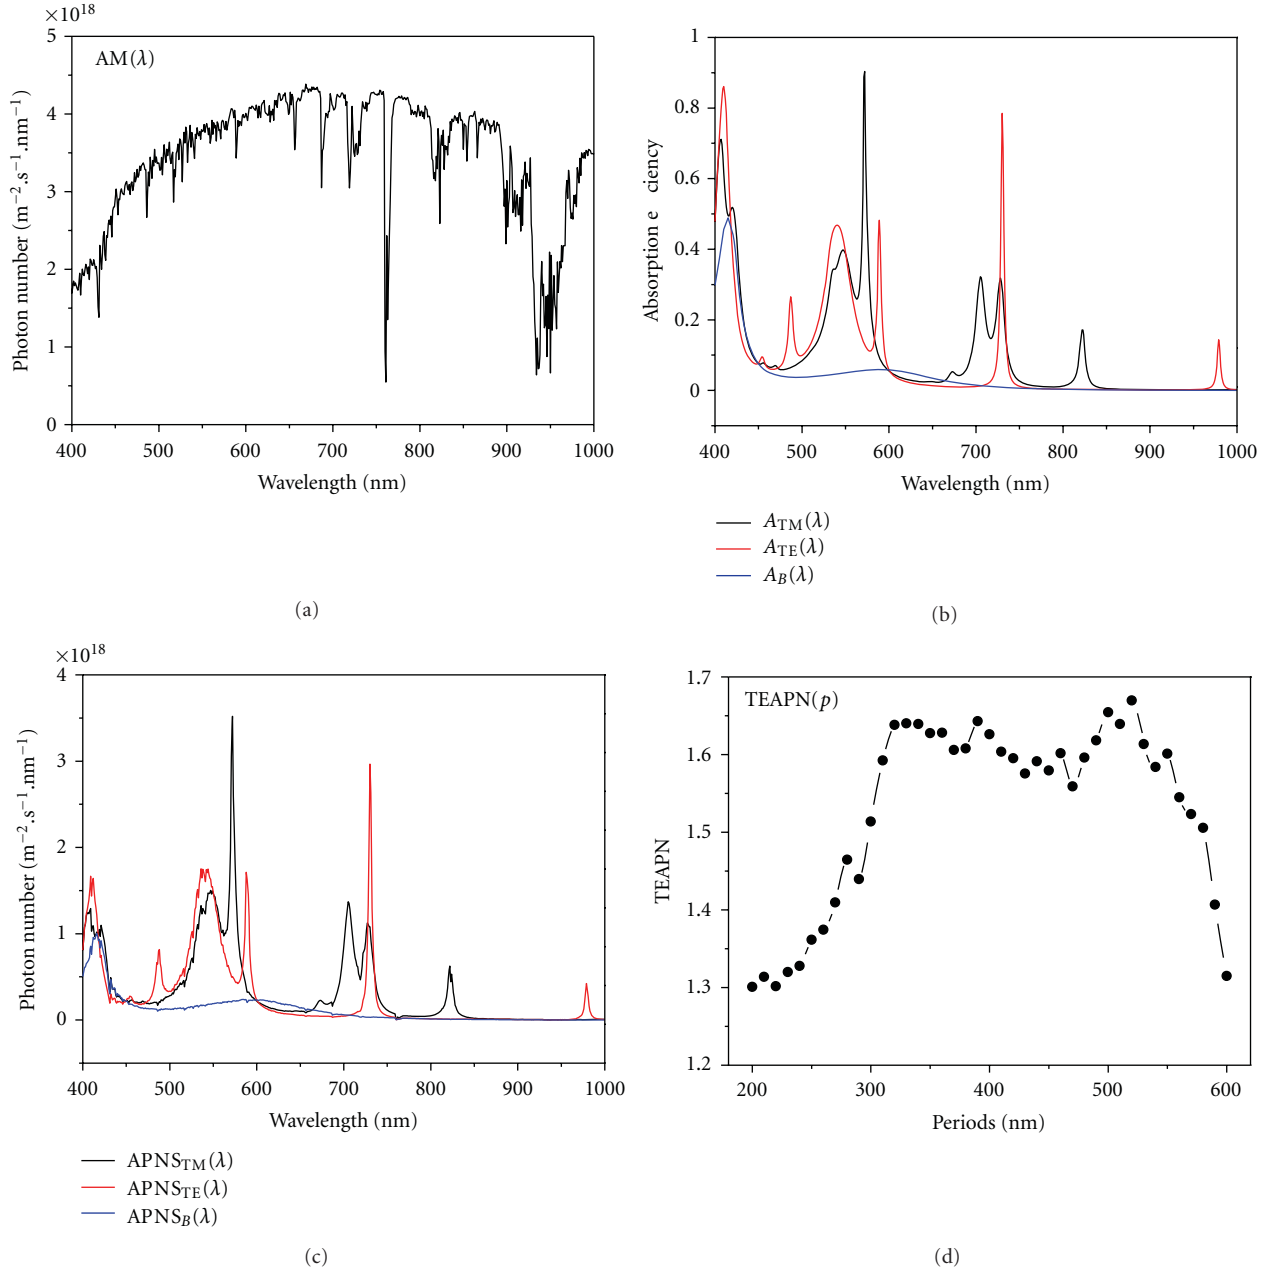 ×10¹⁸
5
4
3
2
1
0
AM(λ)
Photon number (m⁻².s⁻¹.nm⁻¹)
400 500 600 700 800 900 1000
Wavelength (nm)
(a)
1
0.8
0.6
0.4
0.2
0
Absorption e ciency
400 500 600 700 800 900 1000
Wavelength (nm)
A_TM(λ)
A_TE(λ)
A_B(λ)
(b)
×10¹⁸
4
3
2
1
0
Photon number (m⁻².s⁻¹.nm⁻¹)
400 500 600 700 800 900 1000
Wavelength (nm)
APNS_TM(λ)
APNS_TE(λ)
APNS_B(λ)
(c)
1.7
1.6
1.5
1.4
1.3
1.2
TEAPN(p)
TEAPN
200 300 400 500 600
Periods (nm)
(d)